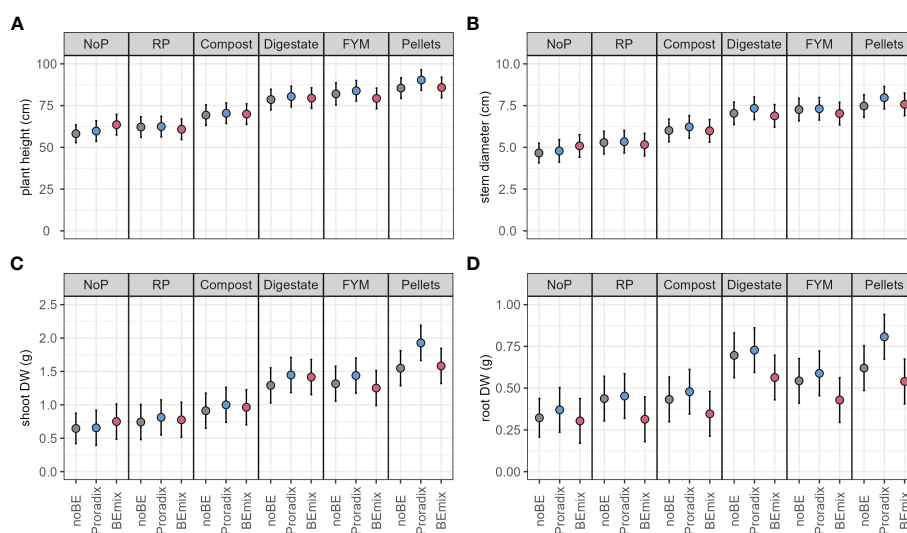 A
NoP RP Compost Digestate FYM Pellets
plant height (cm)
100
75
50
25
0
B
NoP RP Compost Digestate FYM Pellets
stem diameter (cm)
10.0
7.5
5.0
2.5
0.0
C
NoP RP Compost Digestate FYM Pellets
shoot DW (g)
2.5
2.0
1.5
1.0
0.5
0.0
noBE Proradix BEmix noBE Proradix BEmix noBE Proradix BEmix noBE Proradix BEmix noBE Proradix BEmix noBE Proradix BEmix
D
NoP RP Compost Digestate FYM Pellets
root DW (g)
1.00
0.75
0.50
0.25
0.00
noBE Proradix BEmix noBE Proradix BEmix noBE Proradix BEmix noBE Proradix BEmix noBE Proradix BEmix noBE Proradix BEmix